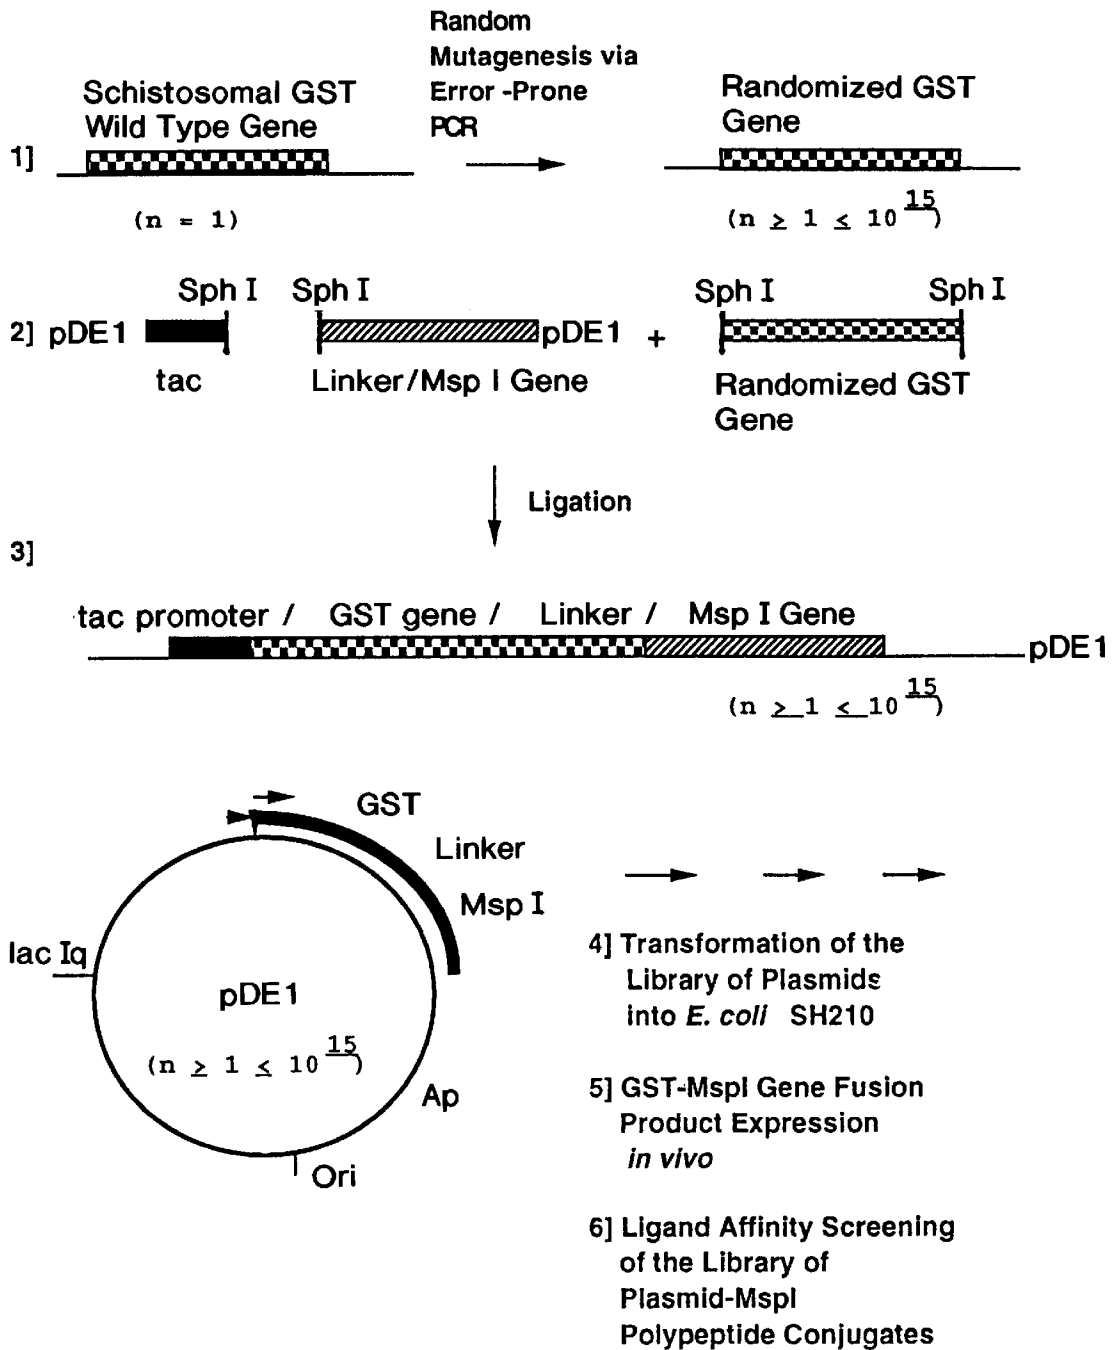 Random
Mutagenesis via
Error -Prone
PCR
Schistosomal GST
Wild Type Gene
Randomized GST
Gene
1]
(n = 1)
(n ≥ 1 ≤ 10 15)
Sph I Sph I
Sph I Sph I
2] pDE1 pDE1 +
tac
Linker/Msp I Gene
Randomized GST
Gene
Ligation
3]
tac promoter / GST gene / Linker / Msp I Gene
pDE1
(n ≥ 1 ≤ 10 15)
GST
Linker
Msp I
lac Iq
pDE1
(n ≥ 1 ≤ 10 15)
Ap
Ori
4] Transformation of the
Library of Plasmids
into E. coli SH210
5] GST-MspI Gene Fusion
Product Expression
in vivo
6] Ligand Affinity Screening
of the Library of
Plasmid-MspI
Polypeptide Conjugates